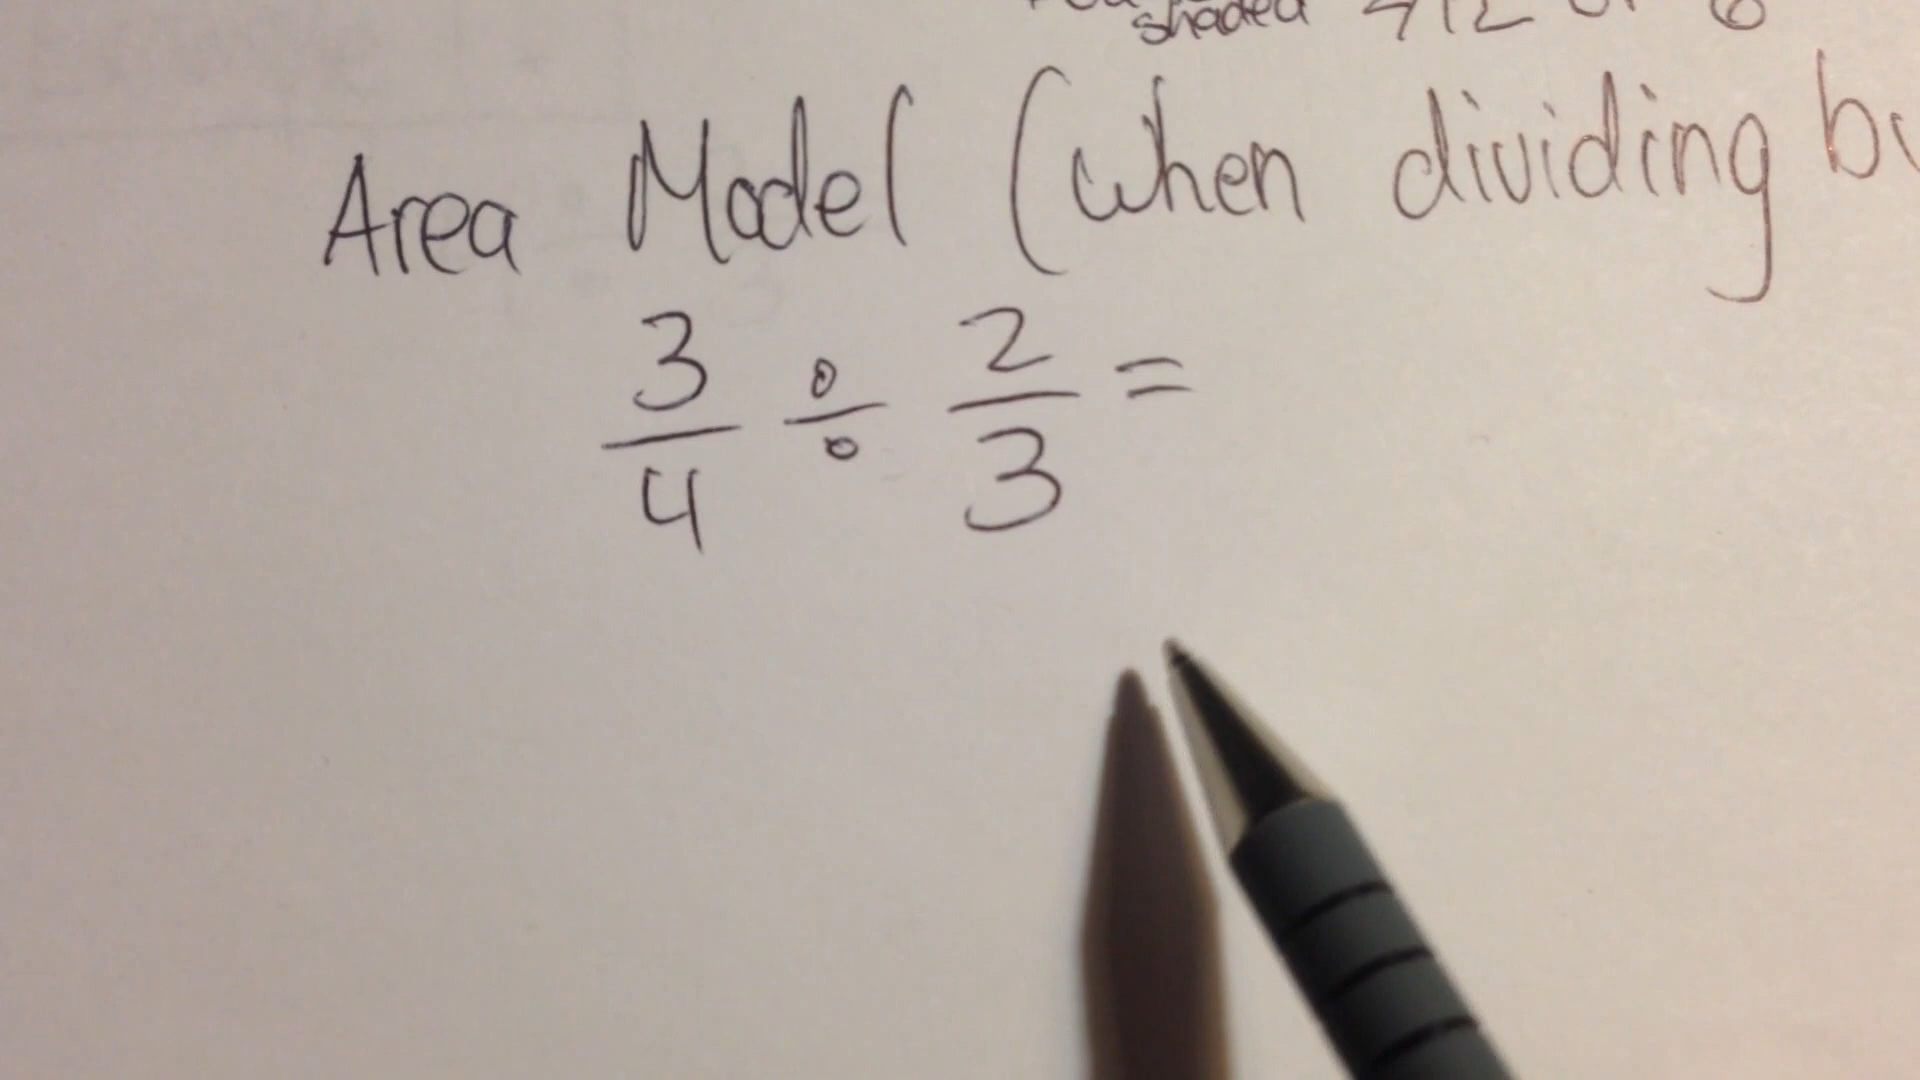 shaded
Area Model (when dividing
3/4 ÷ 2/3 =